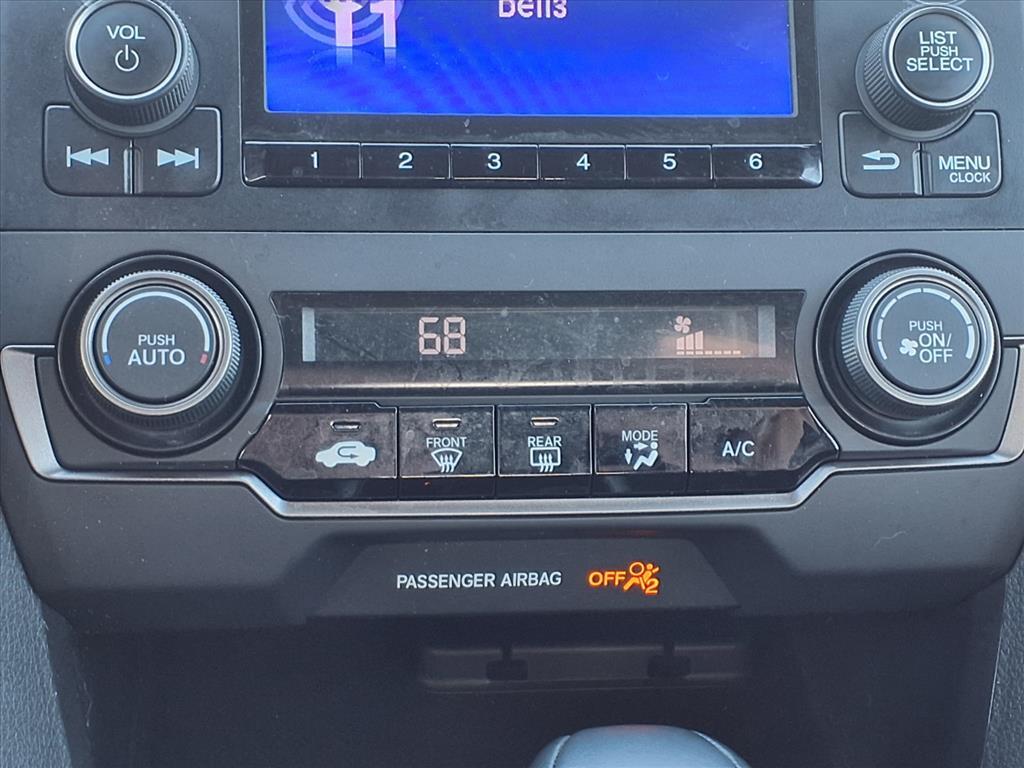 VOL
LIST
PUSH
SELECT
1 2 3 4 5 6
MENU
CLOCK
PUSH
AUTO
68
PUSH
ON/
OFF
FRONT
REAR
MODE
A/C
PASSENGER AIRBAG OFF 2